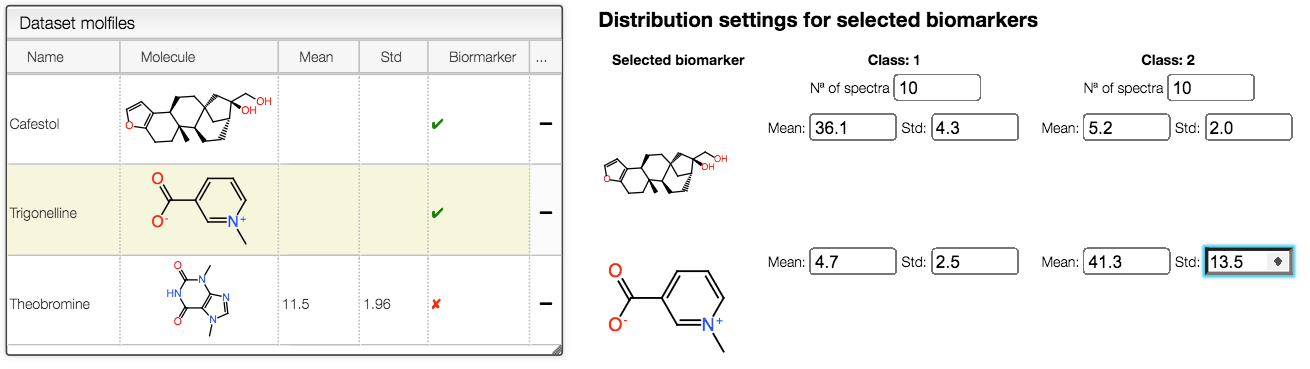 Dataset molfiles
Name Molecule Mean Std Biormarker ...
Cafestol
O OH OH
Trigonelline
O O- N+
Theobromine 11.5 1.96 ✘
O N HN N O N
Distribution settings for selected biomarkers
Selected biomarker Class: 1 Class: 2
Nª of spectra 10 Nª of spectra 10
Mean: 36.1 Std: 4.3 Mean: 5.2 Std: 2.0
O OH OH
Mean: 4.7 Std: 2.5 Mean: 41.3 Std: 13.5
O O- N+